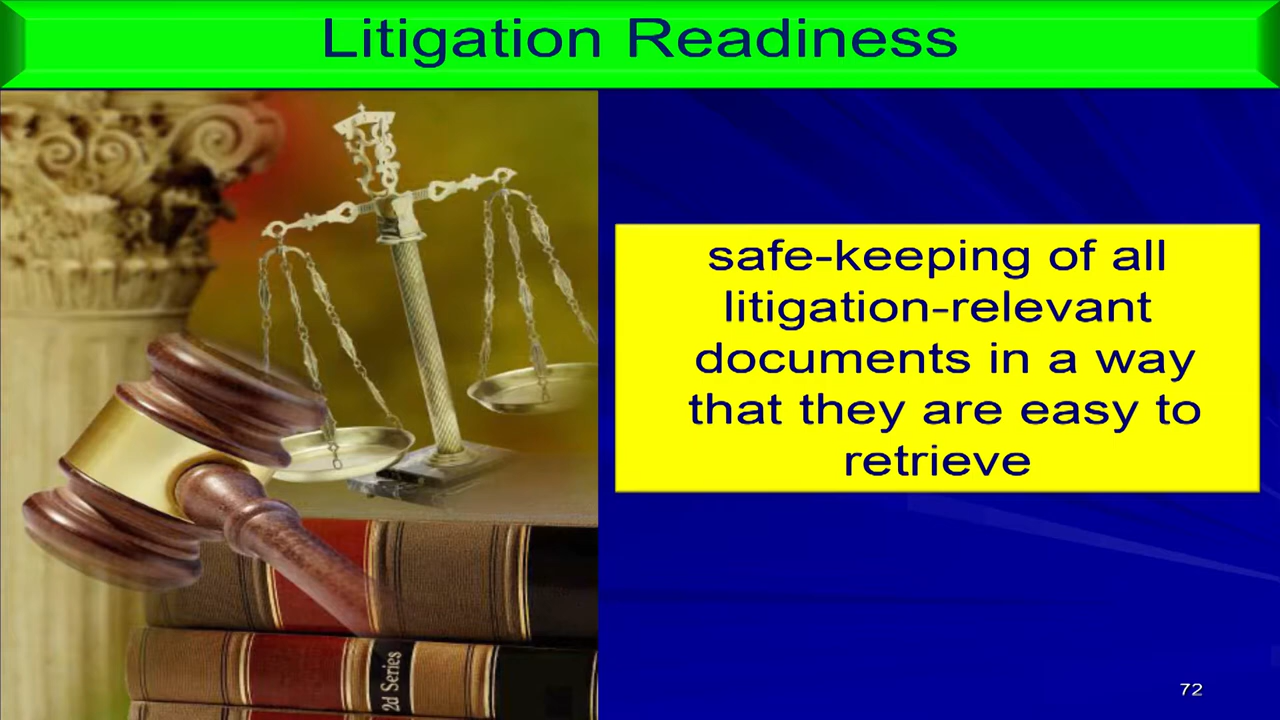 Litigation Readiness
safe-keeping of all
litigation-relevant
documents in a way
that they are easy to
retrieve
2d Series
72